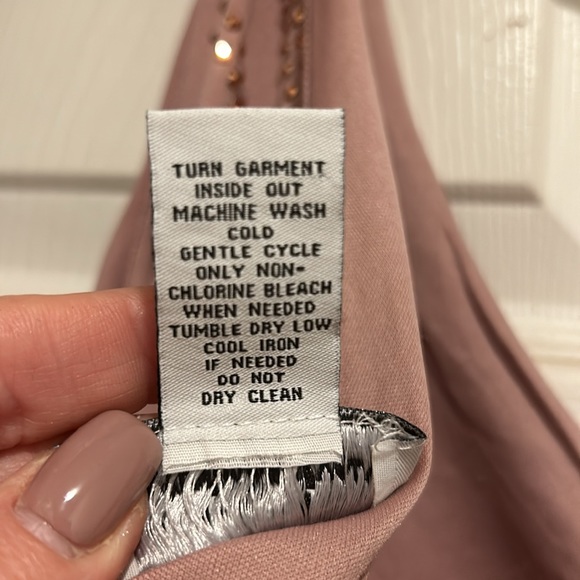 TURN GARMENT
INSIDE OUT
MACHINE WASH
COLD
GENTLE CYCLE
ONLY NON-
CHLORINE BLEACH
WHEN NEEDED
TUMBLE DRY LOW
COOL IRON
IF NEEDED
DO NOT
DRY CLEAN